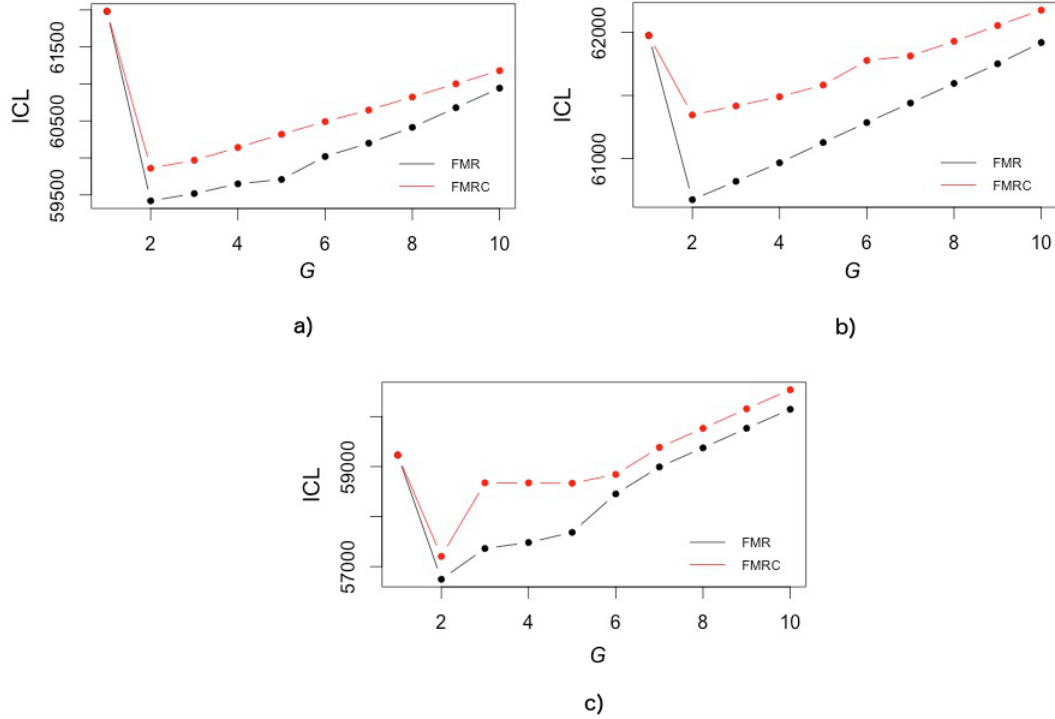 ICL
61500
60500
59500
FMR
FMRC
2 4 6 8 10
G
a)
ICL
62000
61000
FMR
FMRC
2 4 6 8 10
G
b)
ICL
59000
57000
FMR
FMRC
2 4 6 8 10
G
c)